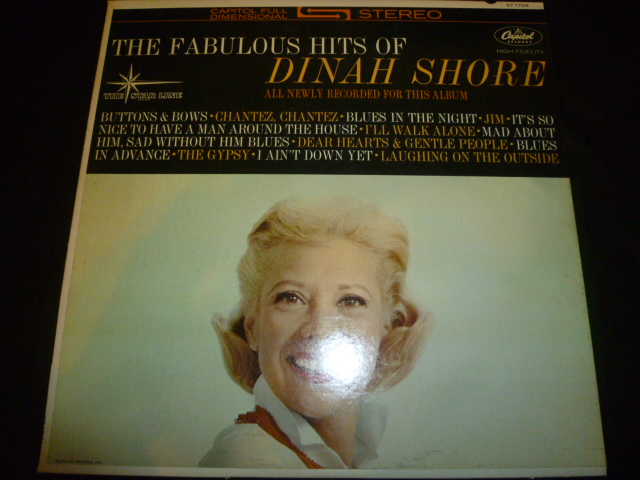 CAPITOL FULL DIMENSIONAL STEREO
ST 1704
THE FABULOUS HITS OF
Capitol
RECORDS
HIGH FIDELITY
DINAH SHORE
THE STAR LINE
ALL NEWLY RECORDED FOR THIS ALBUM
BUTTONS & BOWS • CHANTEZ, CHANTEZ • BLUES IN THE NIGHT • JIM • IT'S SO
NICE TO HAVE A MAN AROUND THE HOUSE • I'LL WALK ALONE • MAD ABOUT
HIM, SAD WITHOUT HIM BLUES • DEAR HEARTS & GENTLE PEOPLE • BLUES
IN ADVANCE • THE GYPSY • I AIN'T DOWN YET • LAUGHING ON THE OUTSIDE